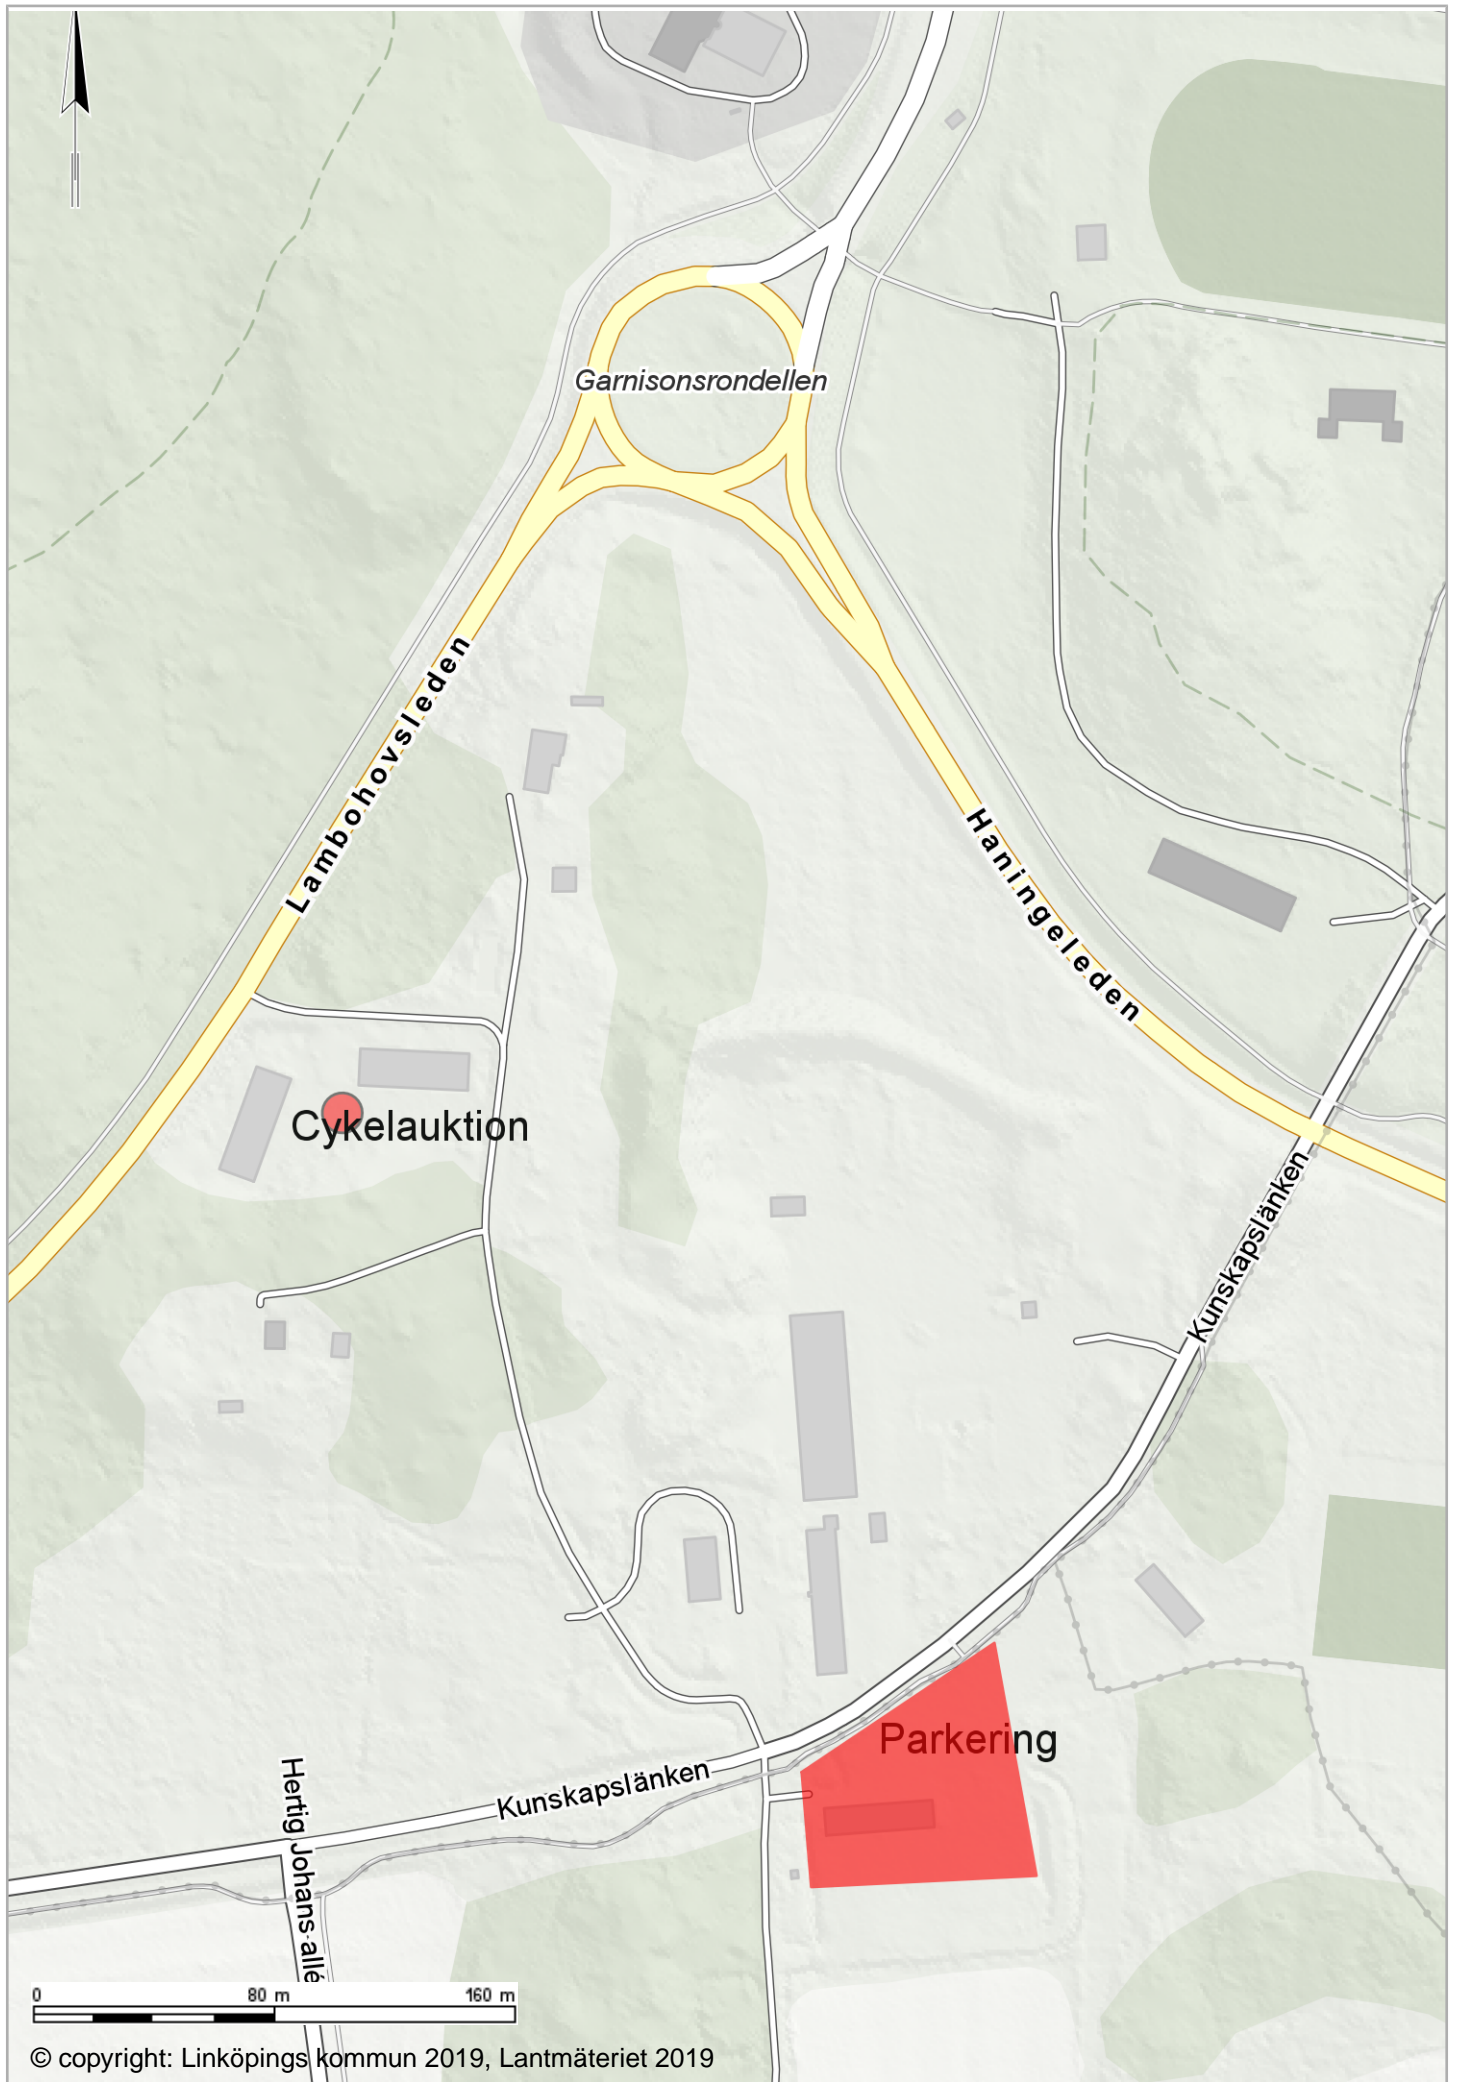 Garnisonsrondellen
Lambohovsleden
Haningeleden
Cykelauktion
Kunskapslänken
Parkering
Kunskapslänken
Hertig Johans allé
0 80 m 160 m
© copyright: Linköpings kommun 2019, Lantmäteriet 2019